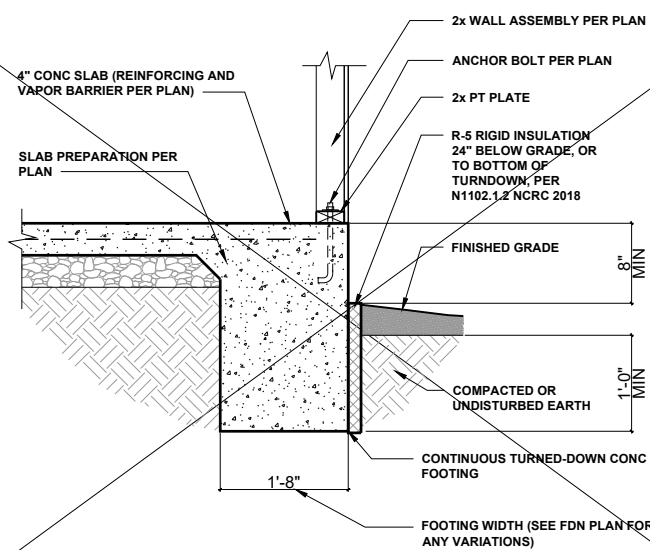 2x WALL ASSEMBLY PER PLAN
ANCHOR BOLT PER PLAN
2x PT PLATE
R-5 RIGID INSULATION
24" BELOW GRADE, OR
TO BOTTOM OF
TURNDOWN, PER
N1102.1.2 NCRC 2018
4" CONC SLAB (REINFORCING AND
VAPOR BARRIER PER PLAN)
SLAB PREPARATION PER
PLAN
FINISHED GRADE
8"
MIN
1'-0"
MIN
COMPACTED OR
UNDISTURBED EARTH
CONTINUOUS TURNED-DOWN CONC
FOOTING
1'-8"
FOOTING WIDTH (SEE FDN PLAN FOR
ANY VARIATIONS)